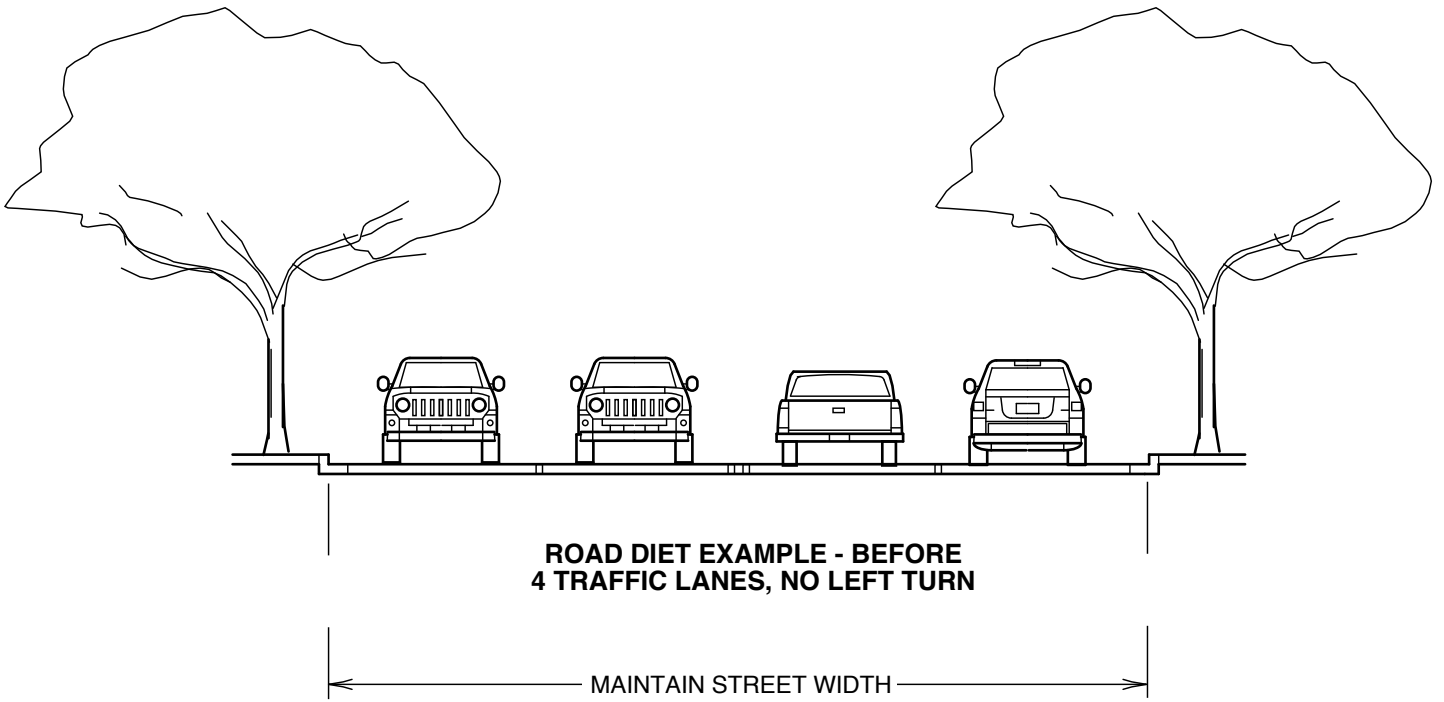 ROAD DIET EXAMPLE - BEFORE
4 TRAFFIC LANES, NO LEFT TURN
MAINTAIN STREET WIDTH